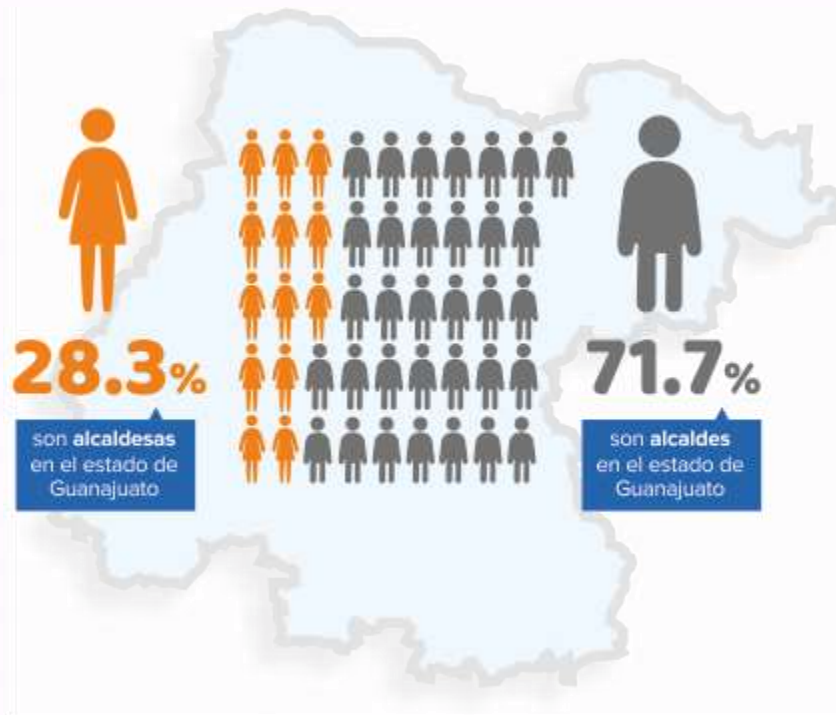 28.3%
son alcaldesas
en el estado de
Guanajuato
71.7%
son alcaldes
en el estado de
Guanajuato